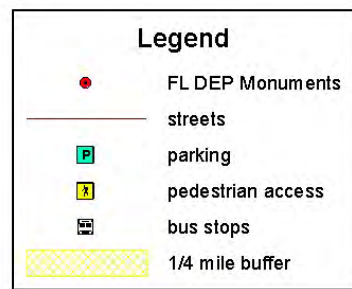 Legend
FL DEP Monuments
streets
P parking
pedestrian access
bus stops
1/4 mile buffer